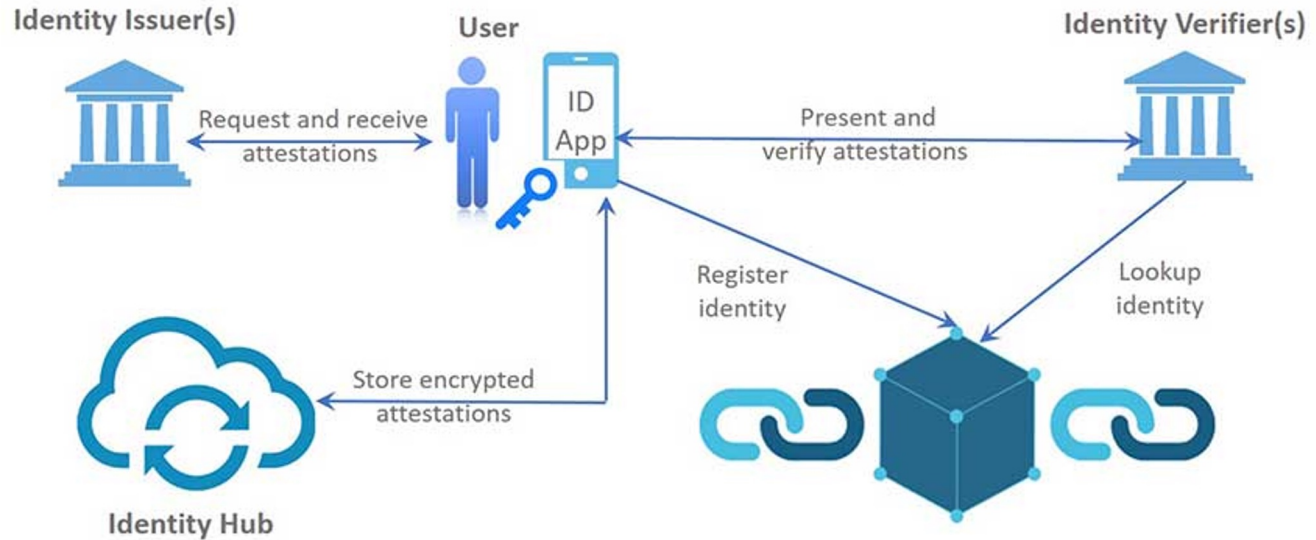 Identity Issuer(s)
User
Identity Verifier(s)
Request and receive
attestations
ID
App
Present and
verify attestations
Register
identity
Lookup
identity
Store encrypted
attestations
Identity Hub